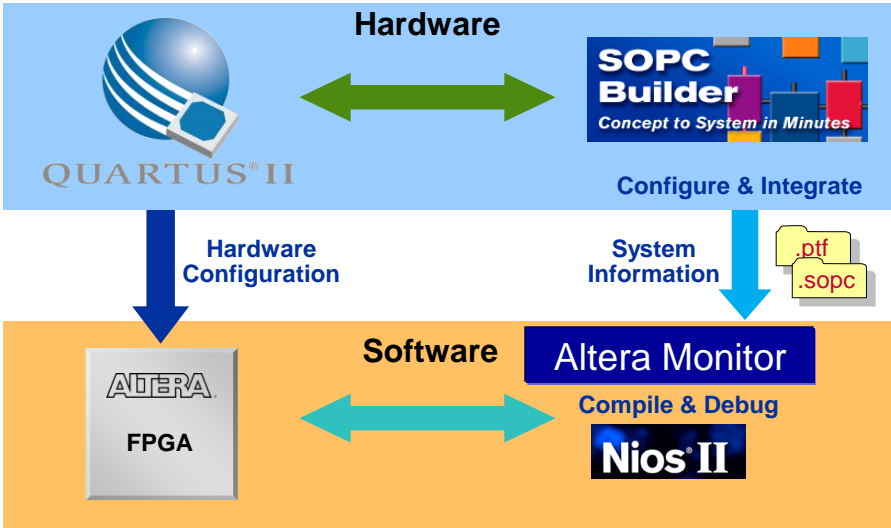 Hardware
QUARTUS® II
SOPC
Builder
Concept to System in Minutes
Configure & Integrate
Hardware
Configuration
System
Information
.ptf
.sopc
Software
ALTERA.
FPGA
Altera Monitor
Compile & Debug
Nios® II